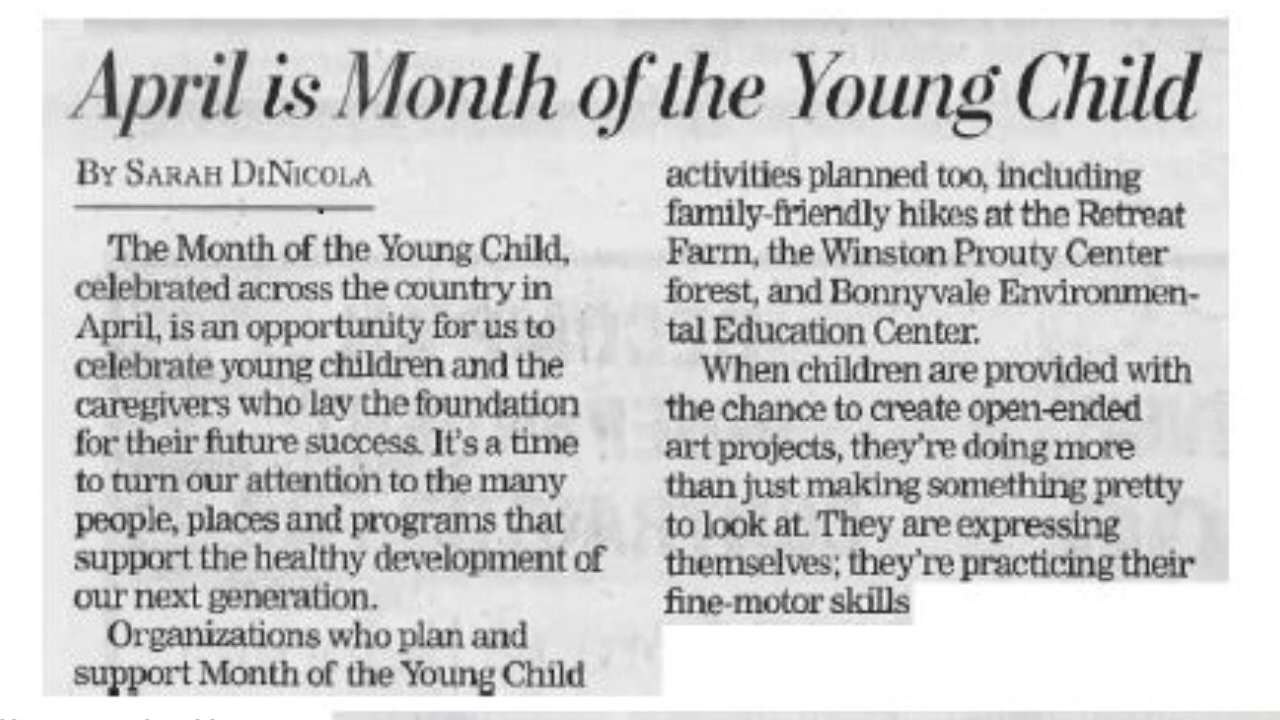 April is Month of the Young Child
By Sarah DiNicola
The Month of the Young Child,
celebrated across the country in
April, is an opportunity for us to
celebrate young children and the
caregivers who lay the foundation
for their future success. It's a time
to turn our attention to the many
people, places and programs that
support the healthy development of
our next generation.
Organizations who plan and
support Month of the Young Child
activities planned too, including
family-friendly hikes at the Retreat
Farm, the Winston Prouty Center
forest, and Bonnyvale Environmen-
tal Education Center.
When children are provided with
the chance to create open-ended
art projects, they're doing more
than just making something pretty
to look at. They are expressing
themselves; they're practicing their
fine-motor skills